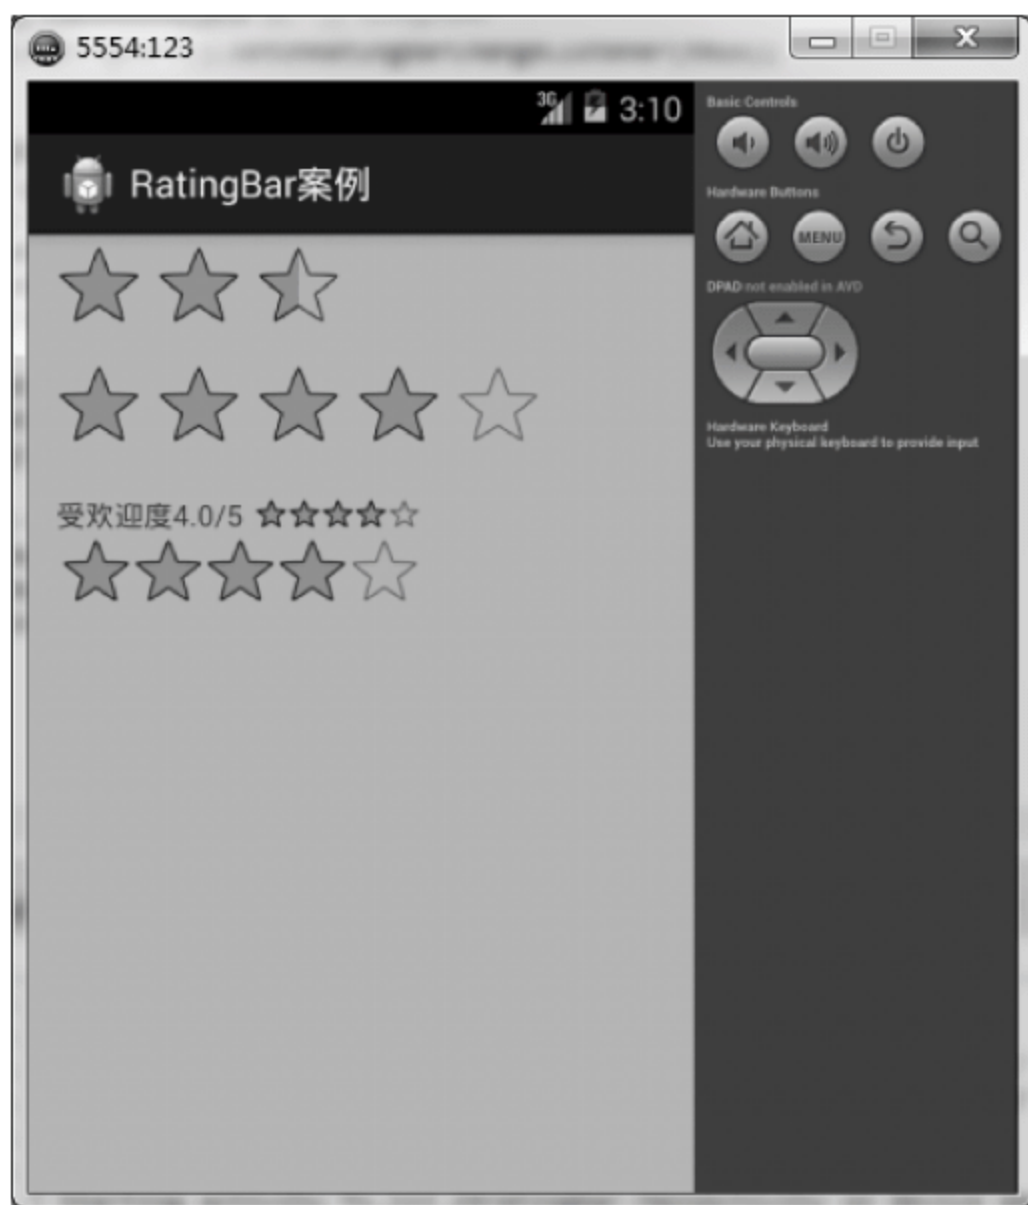 5554:123
3G 3:10
RatingBar案例
受欢迎度4.0/5
Basic Controls
Hardware Buttons
MENU
DPAD not enabled in AVD
Hardware Keyboard
Use your physical keyboard to provide input